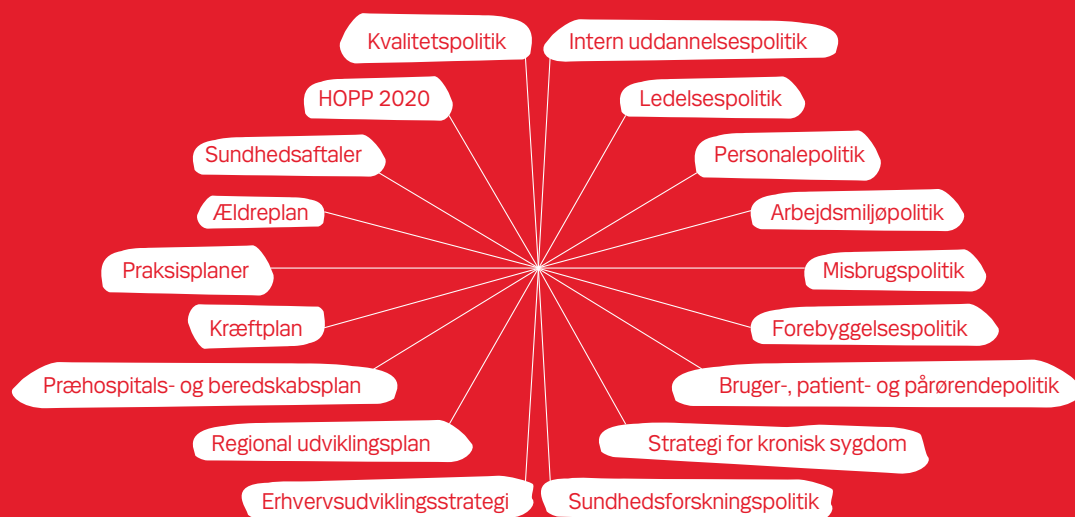 Kvalitetspolitik
Intern uddannelsespolitik
HOPP 2020
Ledelsespolitik
Sundhedsaftaler
Personalepolitik
Ældreplan
Arbejdsmiljøpolitik
Praksisplaner
Misbrugspolitik
Kræftplan
Forebyggelsespolitik
Præhospitals- og beredskabsplan
Bruger-, patient- og pårørendepolitik
Regional udviklingsplan
Strategi for kronisk sygdom
Erhvervsudviklingsstrategi
Sundhedsforskningspolitik